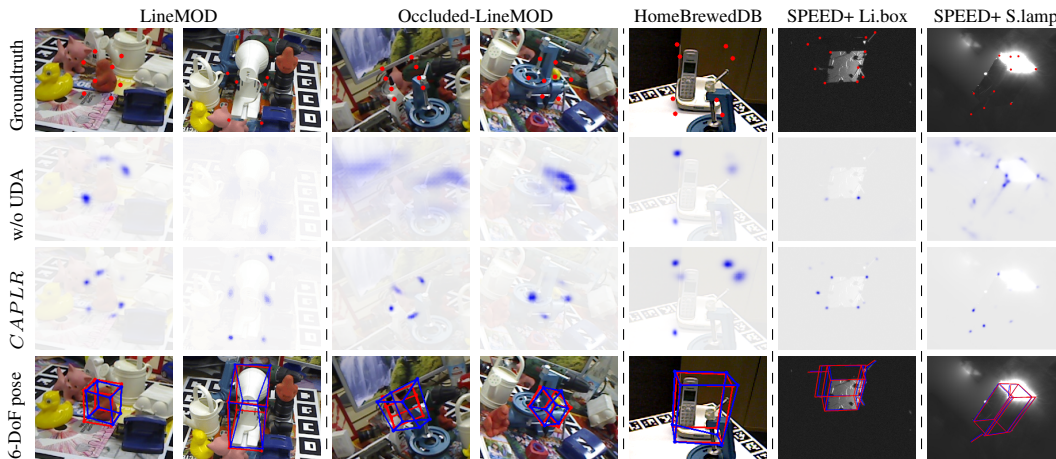 LineMOD
Occluded-LineMOD
HomeBrewedDB
SPEED+ Li.box
SPEED+ S.lamp
Groundtruth
w/o UDA
CAPLR
6-DoF pose